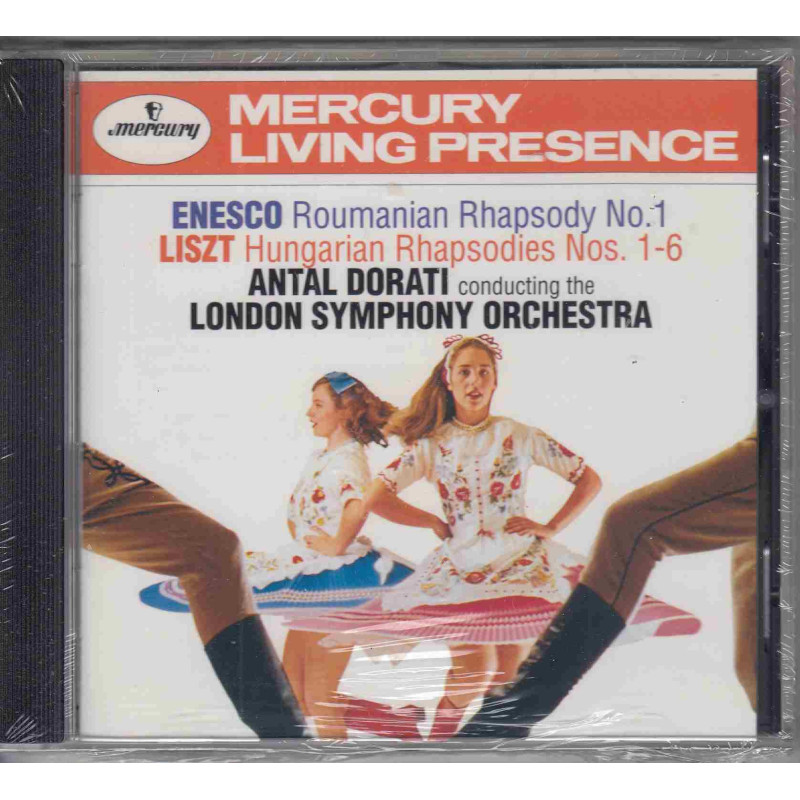 mercury
MERCURY
LIVING PRESENCE
ENESCO Roumanian Rhapsody No.1
LISZT Hungarian Rhapsodies Nos. 1-6
ANTAL DORATI conducting the
LONDON SYMPHONY ORCHESTRA